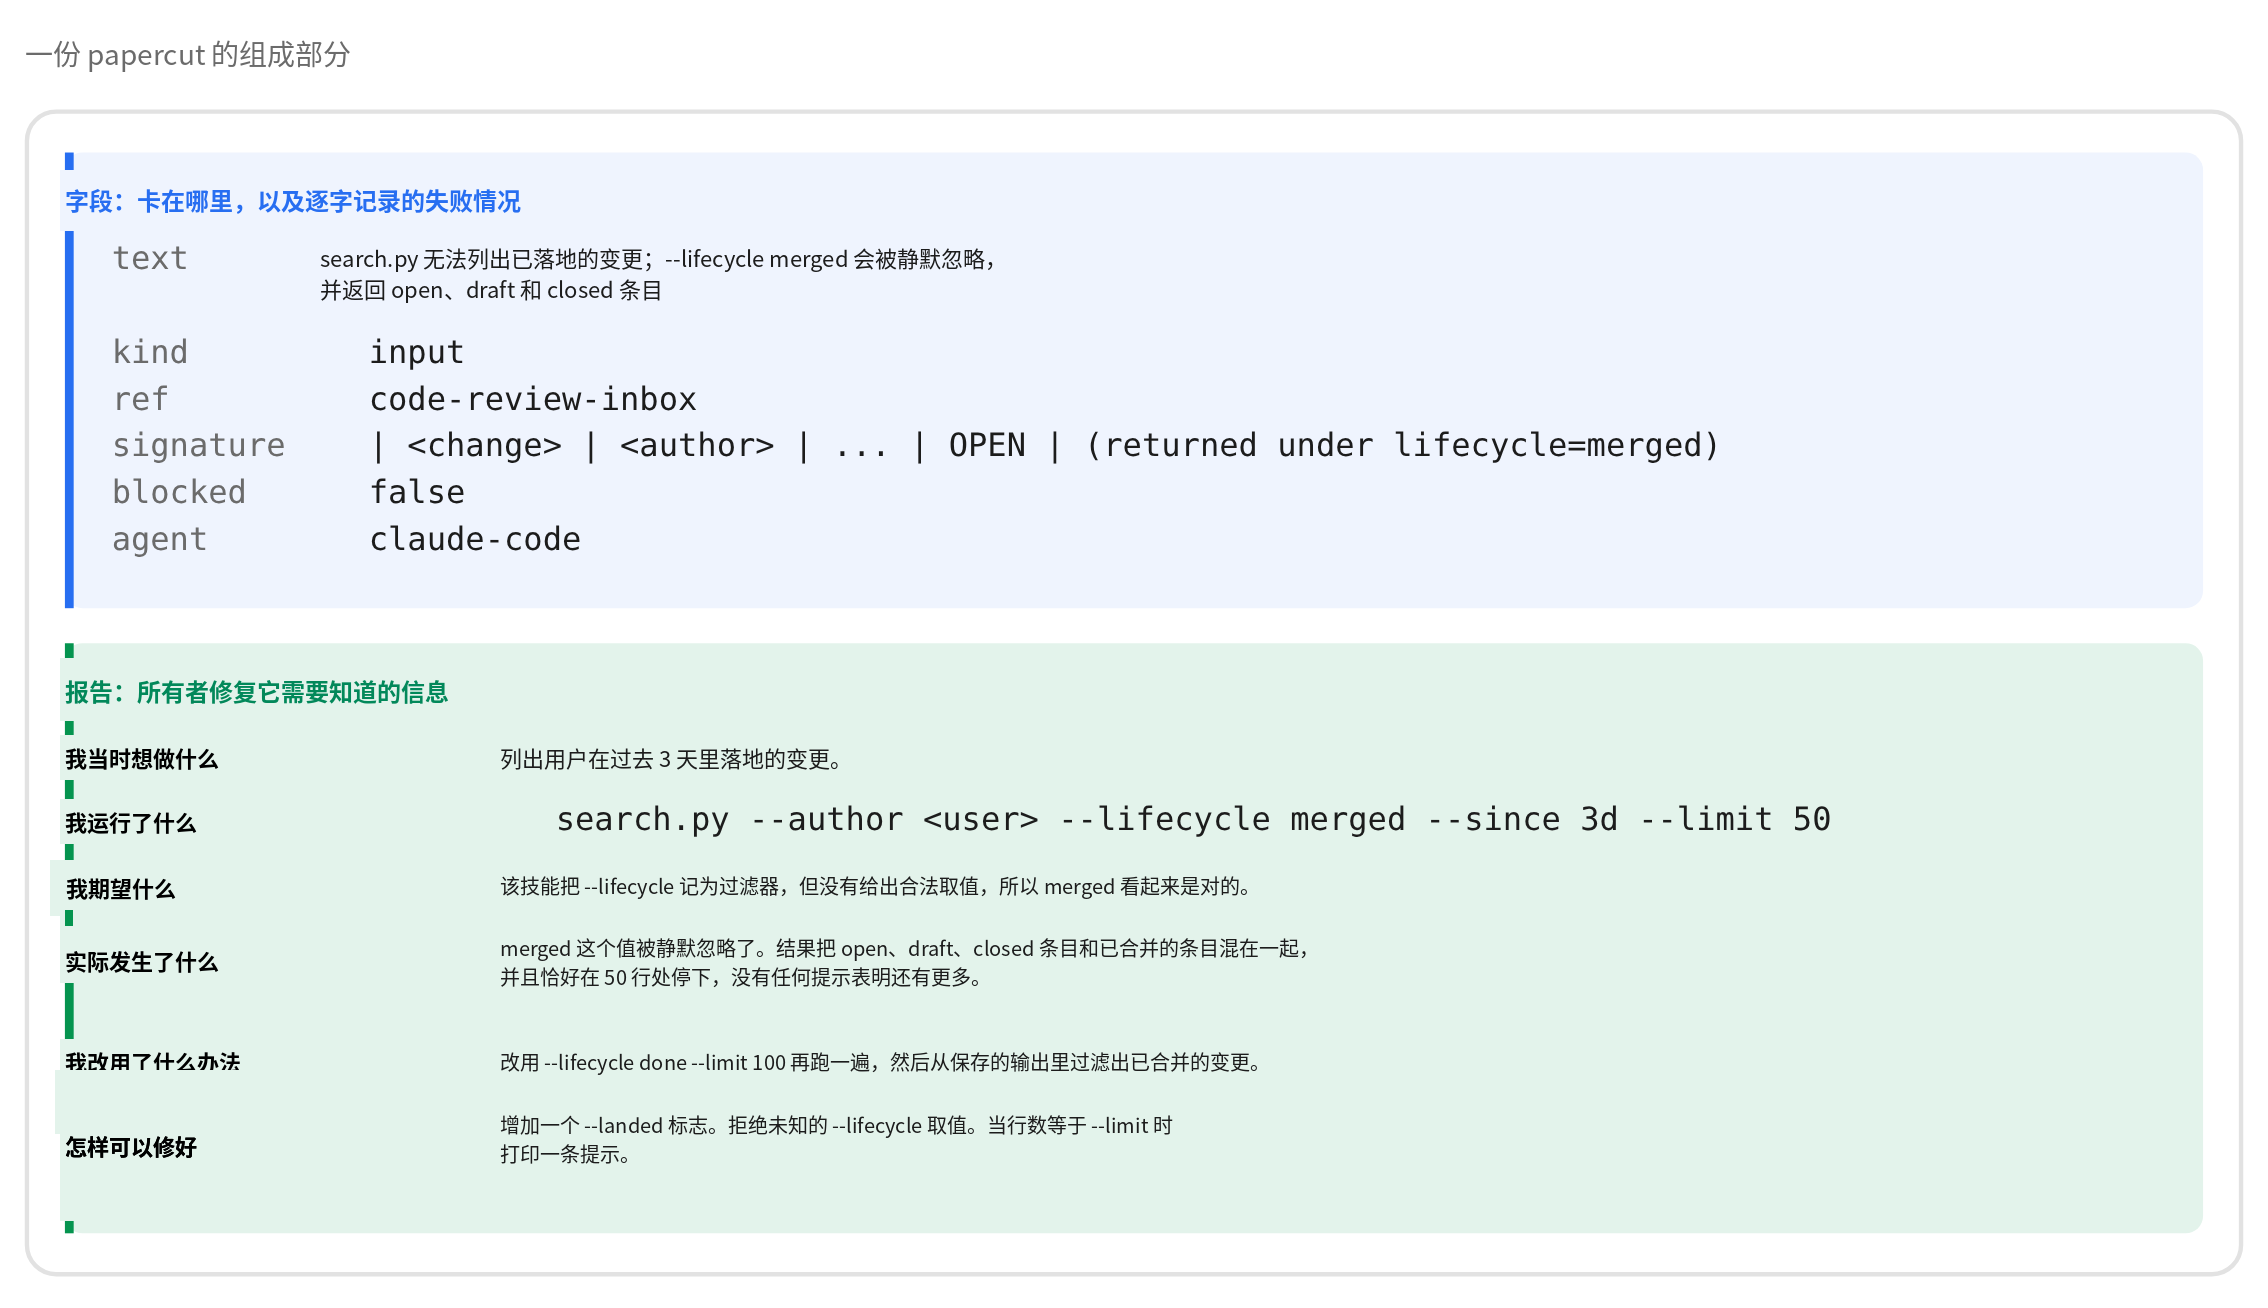 一份 papercut 的组成部分
字段：卡在哪里，以及逐字记录的失败情况
text search.py 无法列出已落地的变更；--lifecycle merged 会被静默忽略，
并返回 open、draft 和 closed 条目
kind input
ref code-review-inbox
signature | <change> | <author> | ... | OPEN | (returned under lifecycle=merged)
blocked false
agent claude-code
报告：所有者修复它需要知道的信息
我当时想做什么 列出用户在过去 3 天里落地的变更。
我运行了什么 search.py --author <user> --lifecycle merged --since 3d --limit 50
我期望什么 该技能把 --lifecycle 记为过滤器，但没有给出合法取值，所以 merged 看起来是对的。
实际发生了什么 merged 这个值被静默忽略了。结果把 open、draft、closed 条目和已合并的条目混在一起，
并且恰好在 50 行处停下，没有任何提示表明还有更多。
我改用了什么办法 改用 --lifecycle done --limit 100 再跑一遍，然后从保存的输出里过滤出已合并的变更。
怎样可以修好 增加一个 --landed 标志。拒绝未知的 --lifecycle 取值。当行数等于 --limit 时
打印一条提示。